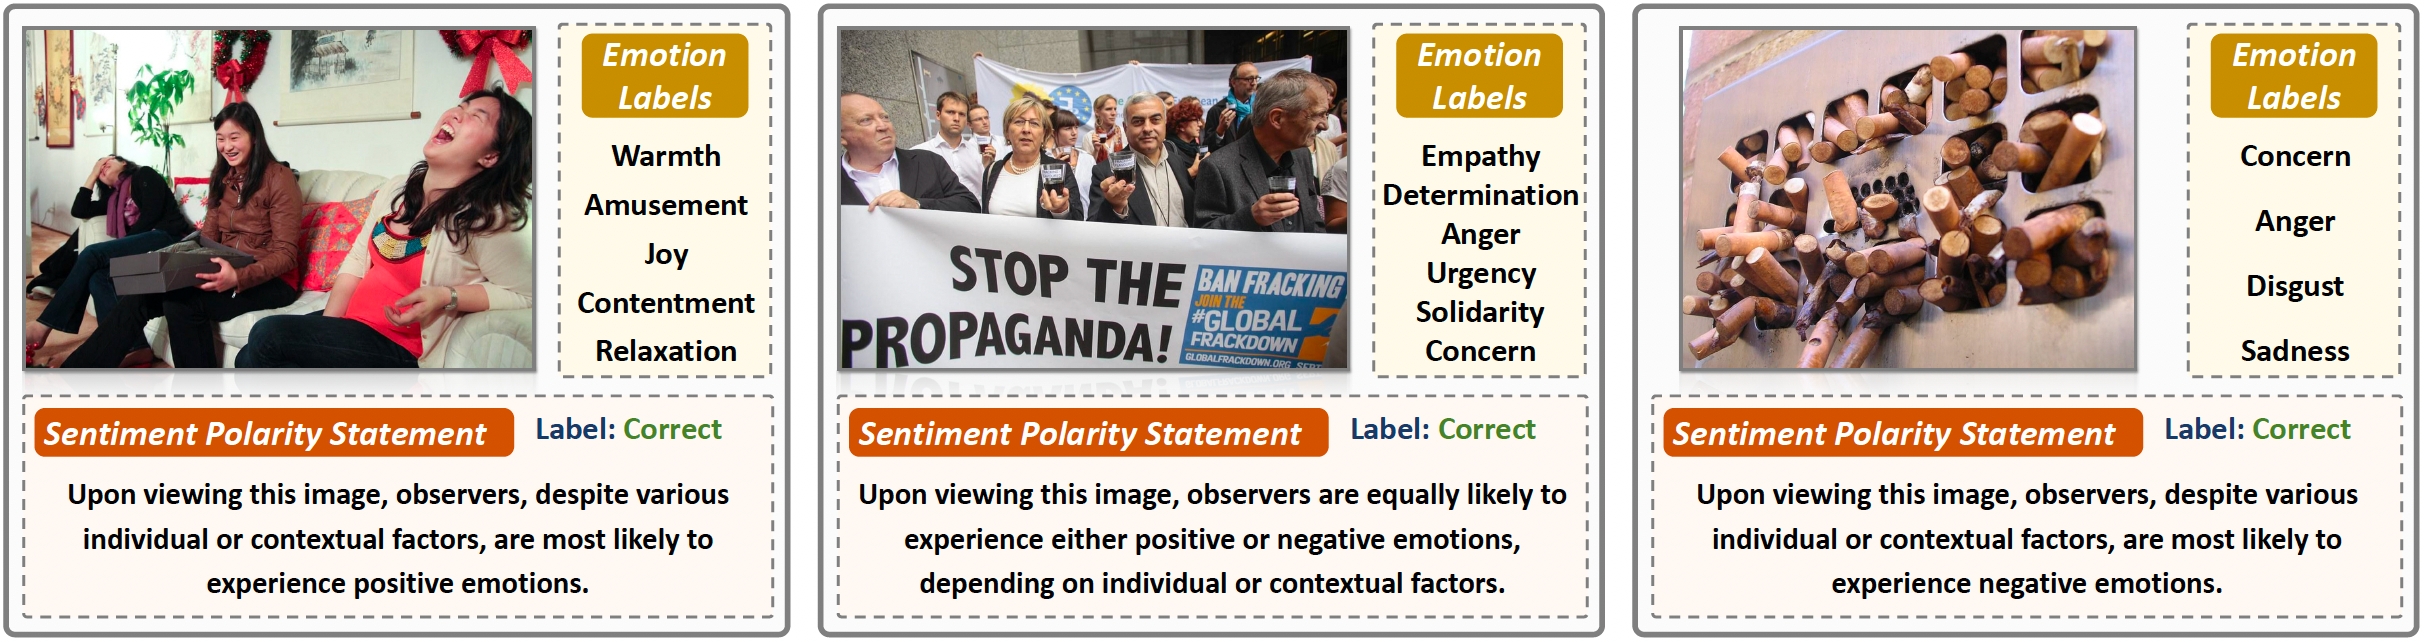 Emotion
Labels
Warmth
Amusement
Joy
Contentment
Relaxation
Sentiment Polarity Statement
Label: Correct
Upon viewing this image, observers, despite various
individual or contextual factors, are most likely to
experience positive emotions.
STOP THE
PROPAGANDA!
BAN FRACKING
JOIN THE
#GLOBAL
FRACKDOWN
GLOBALFRACKDOWN.ORG
Emotion
Labels
Empathy
Determination
Anger
Urgency
Solidarity
Concern
Sentiment Polarity Statement
Label: Correct
Upon viewing this image, observers are equally likely to
experience either positive or negative emotions,
depending on individual or contextual factors.
Emotion
Labels
Concern
Anger
Disgust
Sadness
Sentiment Polarity Statement
Label: Correct
Upon viewing this image, observers, despite various
individual or contextual factors, are most likely to
experience negative emotions.